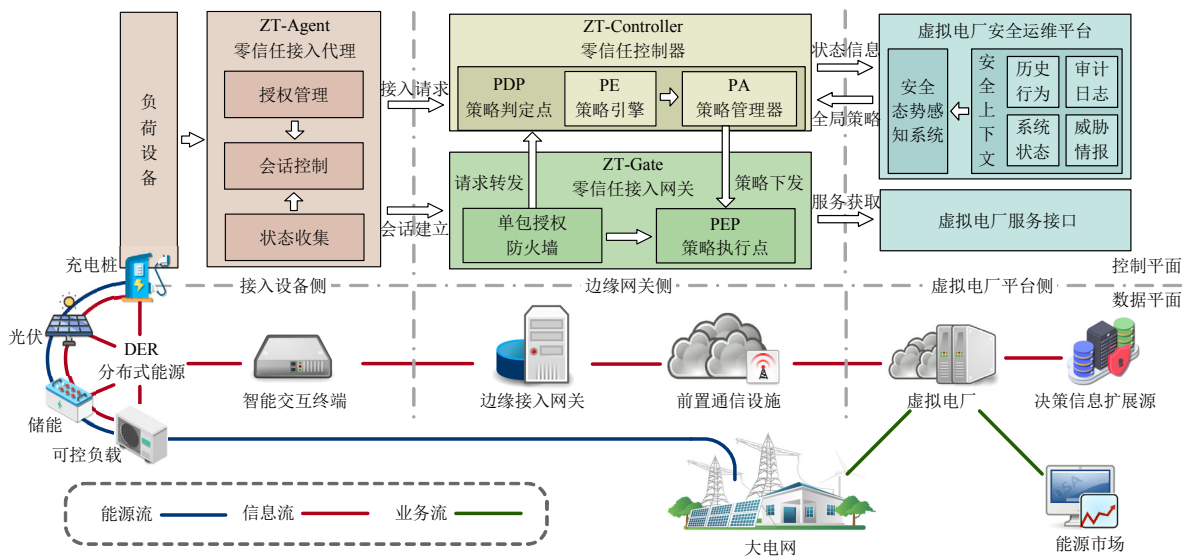 负荷设备
ZT-Agent
零信任接入代理
授权管理
会话控制
状态收集
接入请求
会话建立
ZT-Controller
零信任控制器
PDP
策略判定点
PE
策略引擎
PA
策略管理器
ZT-Gate
零信任接入网关
请求转发
策略下发
单包授权
防火墙
PEP
策略执行点
状态信息
全局策略
服务获取
虚拟电厂安全运维平台
安全
态势感
知系统
安全上下文
历史
行为
审计
日志
系统
状态
威胁
情报
虚拟电厂服务接口
控制平面
数据平面
接入设备侧
边缘网关侧
虚拟电厂平台侧
充电桩
光伏
储能
可控负载
DER
分布式能源
智能交互终端
边缘接入网关
前置通信设施
虚拟电厂
决策信息扩展源
大电网
能源市场
能源流
信息流
业务流